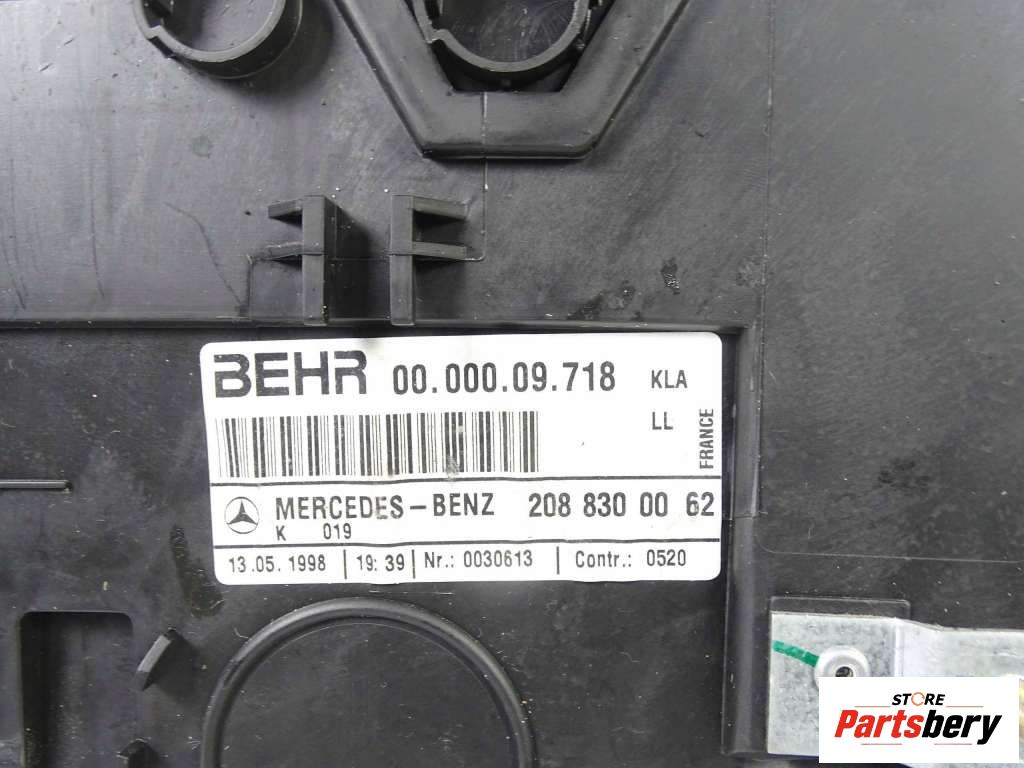 BEHR 00.000.09.718 KLA
LL
FRANCE
MERCEDES-BENZ 208 830 00 62
K 019
13.05.1998 19:39 Nr.: 0030613 Contr.: 0520
STORE
Partsbery